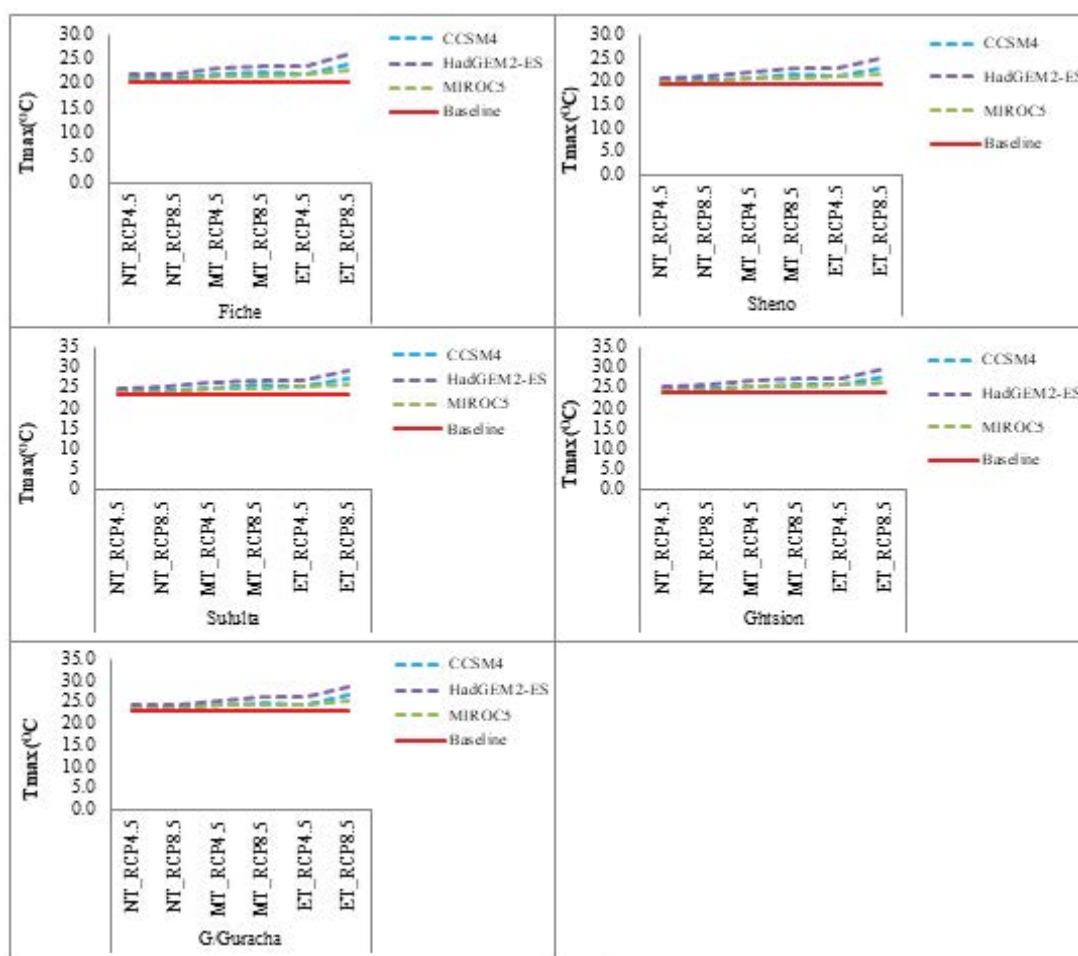 Tmax(⁰C)
30.0
25.0
20.0
15.0
10.0
5.0
0.0
NT_RCP4.5
NT_RCP8.5
MT_RCP4.5
MT_RCP8.5
ET_RCP4.5
ET_RCP8.5
Fiche
CCSM4
HadGEM2-ES
MIROC5
Baseline
Tmax(⁰C)
30.0
25.0
20.0
15.0
10.0
5.0
0.0
NT_RCP4.5
NT_RCP8.5
MT_RCP4.5
MT_RCP8.5
ET_RCP4.5
ET_RCP8.5
Sheno
CCSM4
HadGEM2-ES
MIROC5
Baseline
Tmax(⁰C)
35
30
25
20
15
10
5
0
NT_RCP4.5
NT_RCP8.5
MT_RCP4.5
MT_RCP8.5
ET_RCP4.5
ET_RCP8.5
Sululta
CCSM4
HadGEM2-ES
MIROC5
Baseline
Tmax(⁰C)
35.0
30.0
25.0
20.0
15.0
10.0
5.0
0.0
NT_RCP4.5
NT_RCP8.5
MT_RCP4.5
MT_RCP8.5
ET_RCP4.5
ET_RCP8.5
Ghtsion
CCSM4
HadGEM2-ES
MIROC5
Baseline
Tmax(⁰C
35.0
30.0
25.0
20.0
15.0
10.0
5.0
0.0
NT_RCP4.5
NT_RCP8.5
MT_RCP4.5
MT_RCP8.5
ET_RCP4.5
ET_RCP8.5
G/Guracha
CCSM4
HadGEM2-ES
MIROC5
Baseline